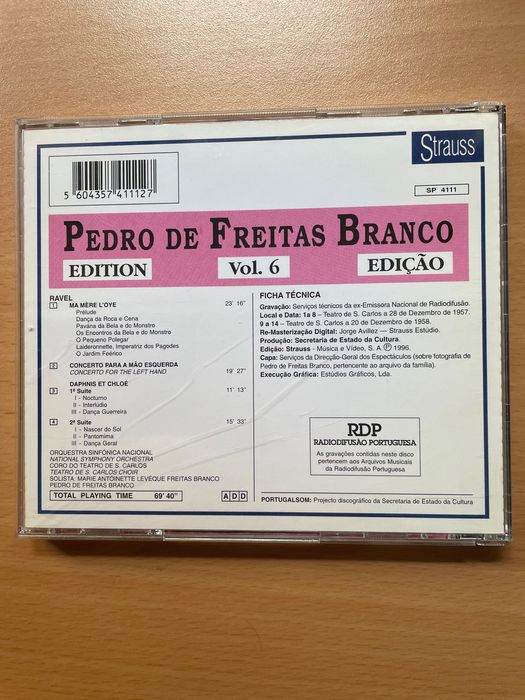 Strauss
5 604357 411127
SP 4111
PEDRO DE FREITAS BRANCO
EDITION Vol. 6 EDIÇÃO
RAVEL
1 MA MÈRE L'OYE 23' 16"
Prélude
Dança da Roca e Cena
Pavana da Bela e do Monstro
Os Encontros da Bela e do Monstro
O Pequeno Polegar
Laideronnette, Imperatriz dos Pagodes
O Jardim Feérico
2 CONCERTO PARA A MÃO ESQUERDA
CONCERTO FOR THE LEFT HAND 19' 27"
DAPHNIS ET CHLOÉ
3 1ª Suite 11' 13"
I - Nocturno
II - Interlúdio
III - Dança Guerreira
4 2ª Suite 15' 33"
I - Nascer do Sol
II - Pantomima
III - Dança Geral
ORQUESTRA SINFÓNICA NACIONAL
NATIONAL SYMPHONY ORCHESTRA
CORO DO TEATRO DE S. CARLOS
TEATRO DE S. CARLOS CHOIR
SOLISTA: MARIE ANTOINETTE LEVÉQUE FREITAS BRANCO
PEDRO DE FREITAS BRANCO
TOTAL PLAYING TIME 69' 40" A D D
FICHA TÉCNICA
Gravação: Serviços técnicos da ex-Emissora Nacional de Radiodifusão.
Local e Data: 1 a 8 – Teatro de S. Carlos a 28 de Dezembro de 1957.
9 a 14 – Teatro de S. Carlos a 20 de Dezembro de 1958.
Re-Masterização Digital: Jorge Avillez — Strauss Estúdio.
Produção: Secretaria de Estado da Cultura.
Edição: Strauss - Música e Vídeo, S. A. Ⓟ 1996.
Capa: Serviços da Direcção-Geral dos Espectáculos (sobre fotografia de
Pedro de Freitas Branco, pertencente ao arquivo da família).
Execução Gráfica: Estúdios Gráficos, Lda.
RDP
RADIODIFUSÃO PORTUGUESA
As gravações contidas neste disco
pertencem aos Arquivos Musicais
da Radiodifusão Portuguesa
PORTUGALSOM: Projecto discográfico da Secretaria de Estado da Cultura